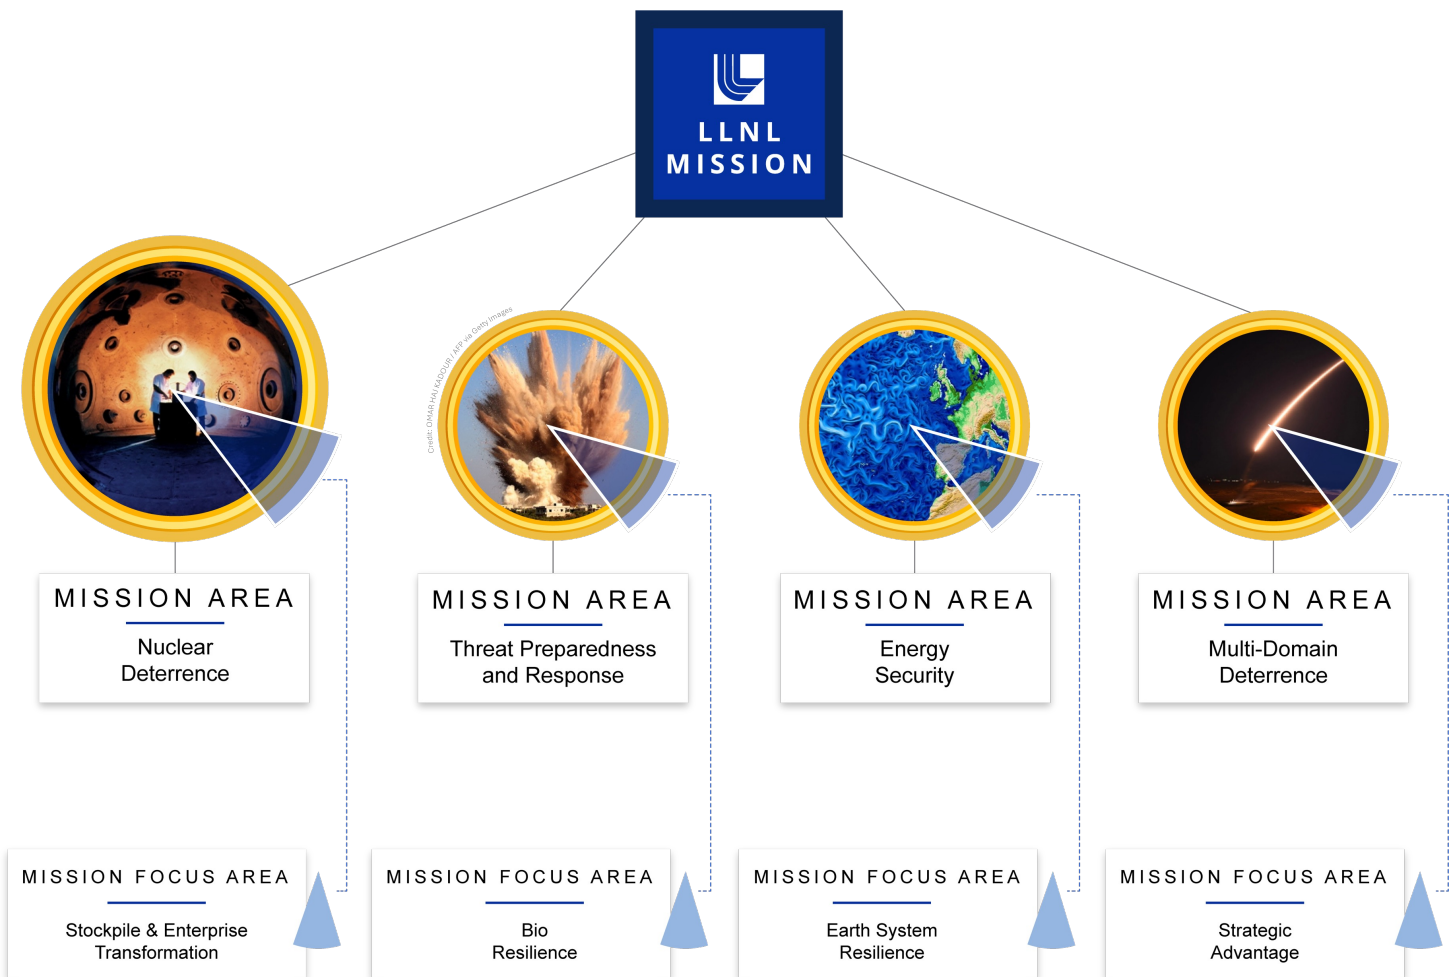 LLNL
MISSION
Credit: OMAR HAJ KADOUR / AFP via Getty Images
MISSION AREA
Nuclear
Deterrence
MISSION AREA
Threat Preparedness
and Response
MISSION AREA
Energy
Security
MISSION AREA
Multi-Domain
Deterrence
MISSION FOCUS AREA
Stockpile & Enterprise
Transformation
MISSION FOCUS AREA
Bio
Resilience
MISSION FOCUS AREA
Earth System
Resilience
MISSION FOCUS AREA
Strategic
Advantage